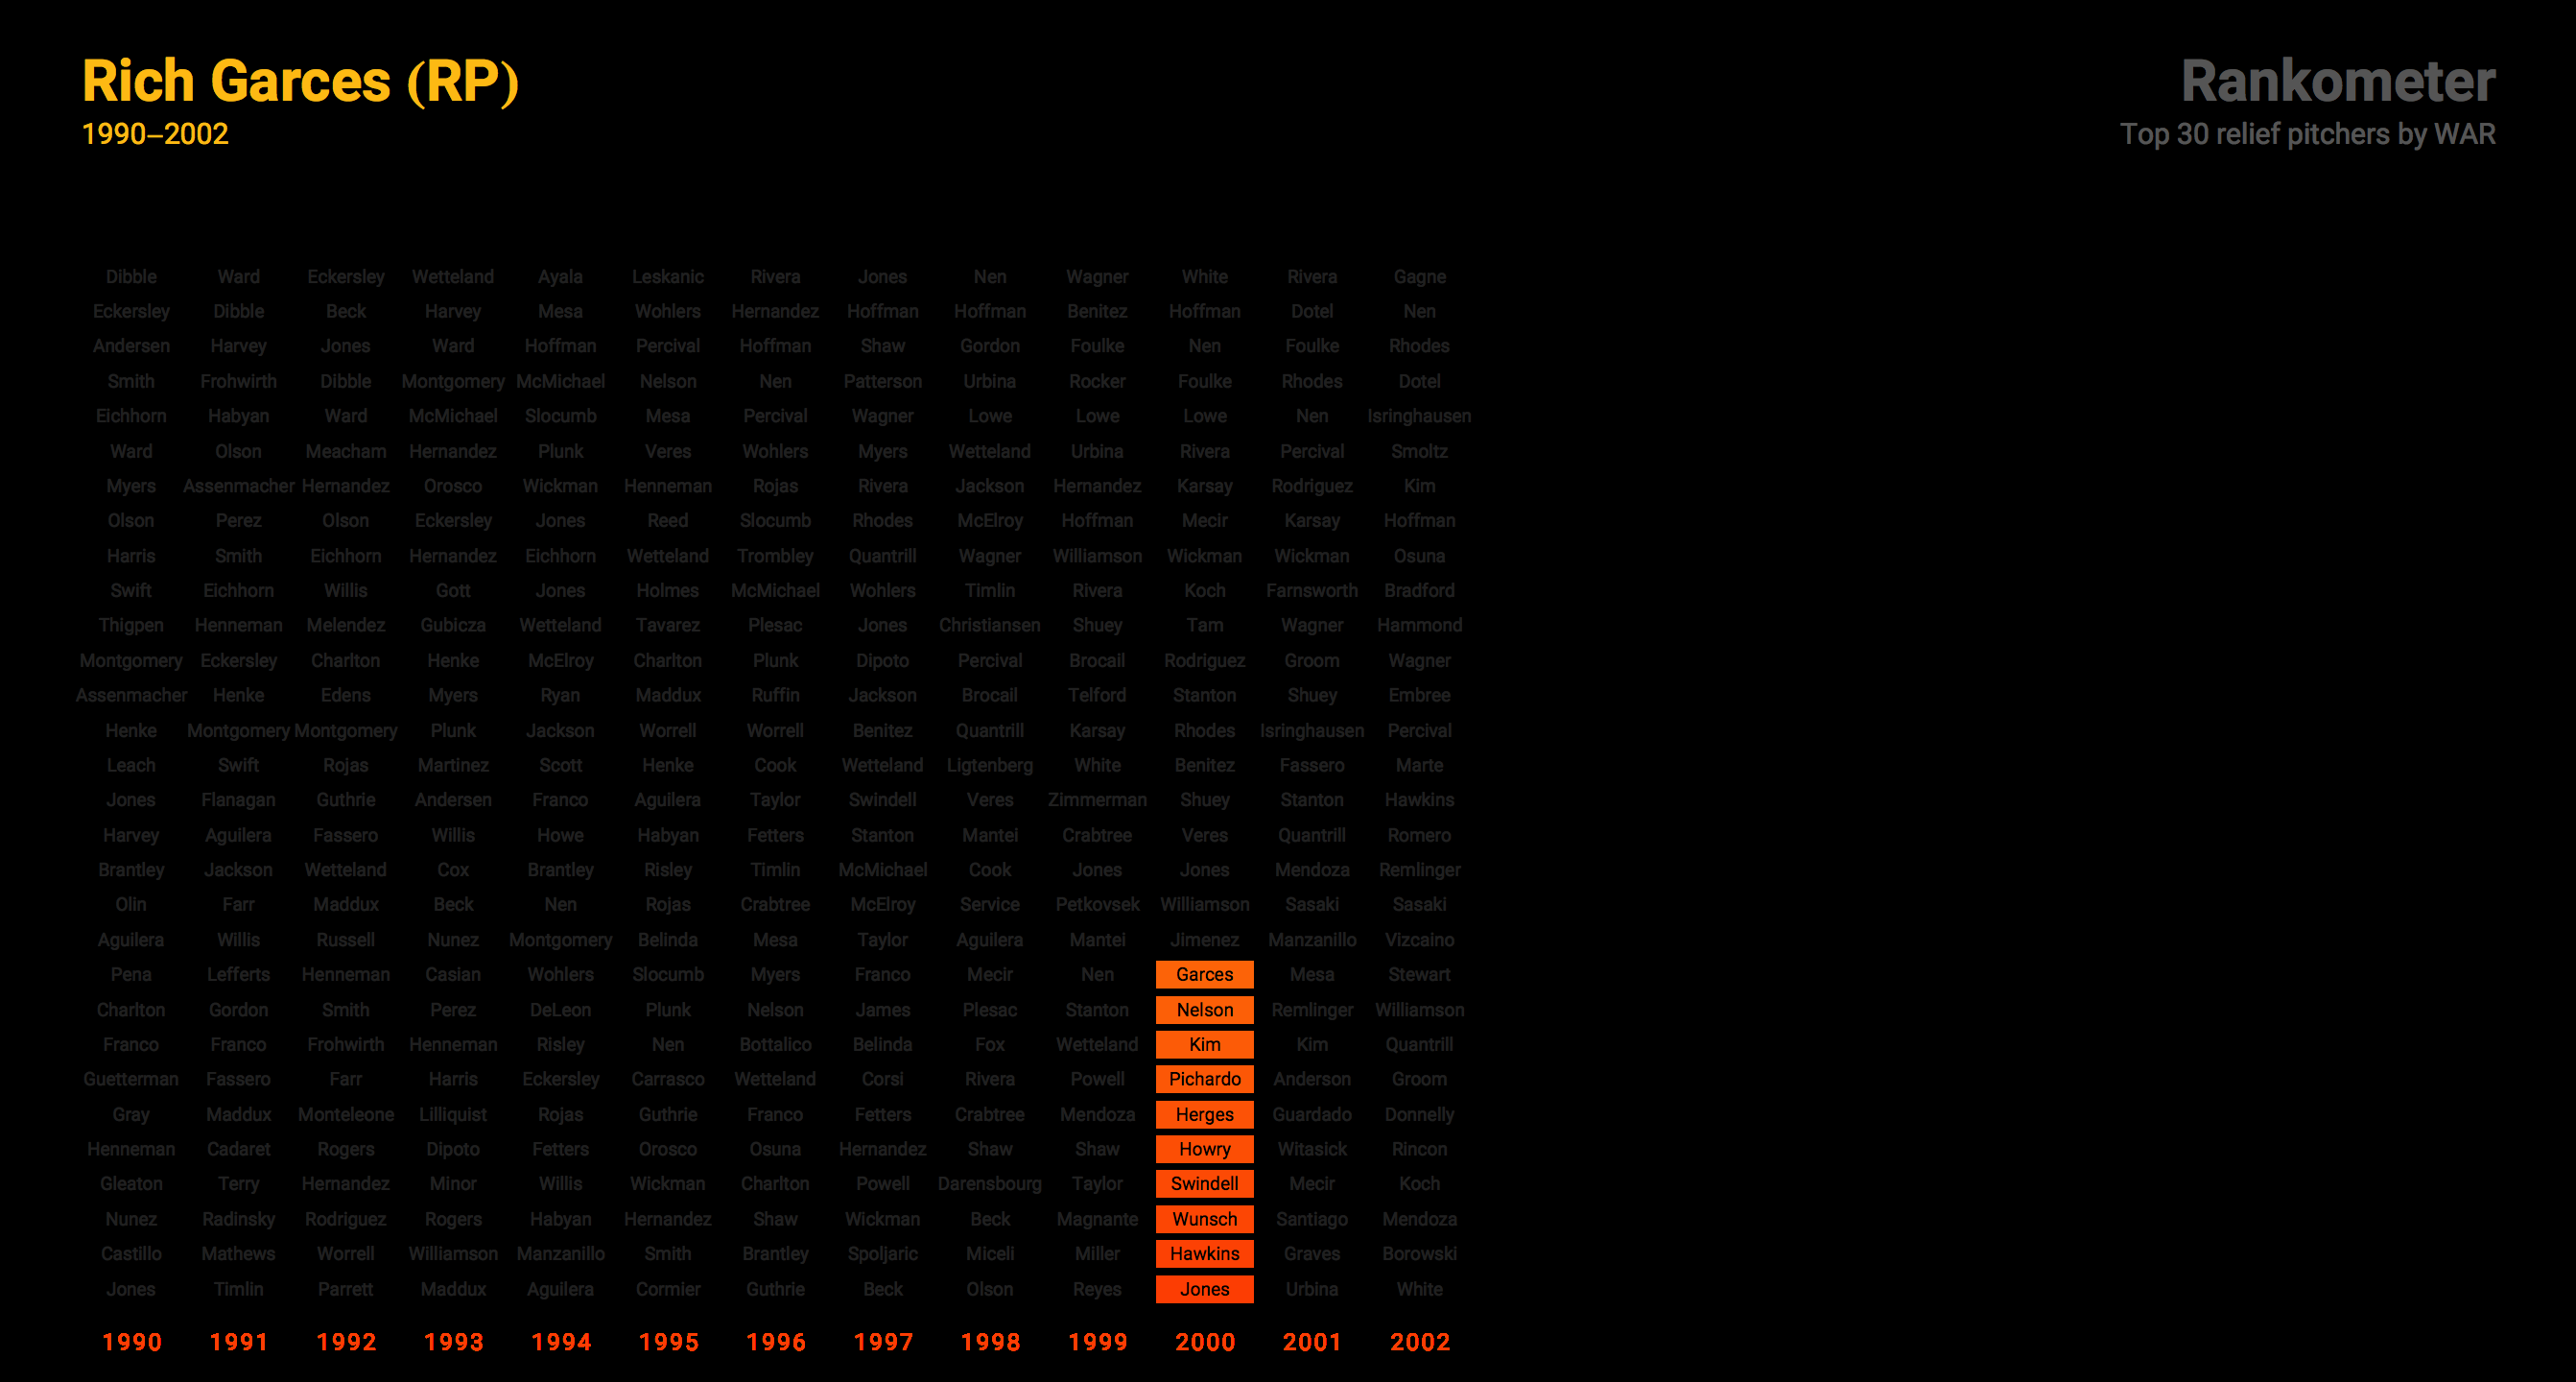 Rich Garces (RP)
1990–2002
Rankometer
Top 30 relief pitchers by WAR
Dibble Ward Eckersley Wetteland Ayala Leskanic Rivera Jones Nen Wagner White Rivera Gagne
Eckersley Dibble Beck Harvey Mesa Wohlers Hernandez Hoffman Hoffman Benitez Hoffman Dotel Nen
Andersen Harvey Jones Ward Hoffman Percival Hoffman Shaw Gordon Foulke Nen Foulke Rhodes
Smith Frohwirth Dibble Montgomery McMichael Nelson Nen Patterson Urbina Rocker Foulke Rhodes Dotel
Eichhorn Habyan Ward McMichael Slocumb Mesa Percival Wagner Lowe Lowe Lowe Nen Isringhausen
Ward Olson Meacham Hernandez Plunk Veres Wohlers Myers Wetteland Urbina Rivera Percival Smoltz
Myers Assenmacher Hernandez Orosco Wickman Henneman Rojas Rivera Jackson Hernandez Karsay Rodriguez Kim
Olson Perez Olson Eckersley Jones Reed Slocumb Rhodes McElroy Hoffman Mecir Karsay Hoffman
Harris Smith Eichhorn Hernandez Eichhorn Wetteland Trombley Quantrill Wagner Williamson Wickman Wickman Osuna
Swift Eichhorn Willis Gott Jones Holmes McMichael Wohlers Timlin Rivera Koch Farnsworth Bradford
Thigpen Henneman Melendez Gubicza Wetteland Tavarez Plesac Jones Christiansen Shuey Tam Wagner Hammond
Montgomery Eckersley Charlton Henke McElroy Charlton Plunk Dipoto Percival Brocail Rodriguez Groom Wagner
Assenmacher Henke Edens Myers Ryan Maddux Ruffin Jackson Brocail Telford Stanton Shuey Embree
Henke Montgomery Montgomery Plunk Jackson Worrell Worrell Benitez Quantrill Karsay Rhodes Isringhausen Percival
Leach Swift Rojas Martinez Scott Henke Cook Wetteland Ligtenberg White Benitez Fassero Marte
Jones Flanagan Guthrie Andersen Franco Aguilera Taylor Swindell Veres Zimmerman Shuey Stanton Hawkins
Harvey Aguilera Fassero Willis Howe Habyan Fetters Stanton Mantei Crabtree Veres Quantrill Romero
Brantley Jackson Wetteland Cox Brantley Risley Timlin McMichael Cook Jones Jones Mendoza Remlinger
Olin Farr Maddux Beck Nen Rojas Crabtree McElroy Service Petkovsek Williamson Sasaki Sasaki
Aguilera Willis Russell Nunez Montgomery Belinda Mesa Taylor Aguilera Mantei Jimenez Manzanillo Vizcaino
Pena Lefferts Henneman Casian Wohlers Slocumb Myers Franco Mecir Nen Garces Mesa Stewart
Charlton Gordon Smith Perez DeLeon Plunk Nelson James Plesac Stanton Nelson Remlinger Williamson
Franco Franco Frohwirth Henneman Risley Nen Bottalico Belinda Fox Wetteland Kim Kim Quantrill
Guetterman Fassero Farr Harris Eckersley Carrasco Wetteland Corsi Rivera Powell Pichardo Anderson Groom
Gray Maddux Monteleone Lilliquist Rojas Guthrie Franco Fetters Crabtree Mendoza Herges Guardado Donnelly
Henneman Cadaret Rogers Dipoto Fetters Orosco Osuna Hernandez Shaw Shaw Howry Witasick Rincon
Gleaton Terry Hernandez Minor Willis Wickman Charlton Powell Darensbourg Taylor Swindell Mecir Koch
Nunez Radinsky Rodriguez Rogers Habyan Hernandez Shaw Wickman Beck Magnante Wunsch Santiago Mendoza
Castillo Mathews Worrell Williamson Manzanillo Smith Brantley Spoljaric Miceli Miller Hawkins Graves Borowski
Jones Timlin Parrett Maddux Aguilera Cormier Guthrie Beck Olson Reyes Jones Urbina White
1990 1991 1992 1993 1994 1995 1996 1997 1998 1999 2000 2001 2002